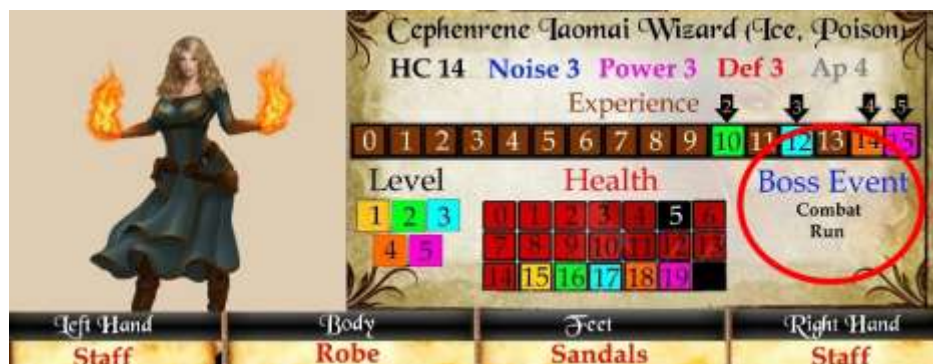 Cephenrene Iaomai Wizard (Ice, Poison)
HC 14 Noise 3 Power 3 Def 3 Ap 4
Experience 2 3 4 5
0 1 2 3 4 5 6 7 8 9 10 11 12 13 14 15
Level Health Boss Event
1 2 3 0 1 2 3 4 5 6 Combat
4 5 7 8 9 10 11 12 13 Run
14 15 16 17 18 19
Left Hand Body Feet Right Hand
Staff Robe Sandals Staff